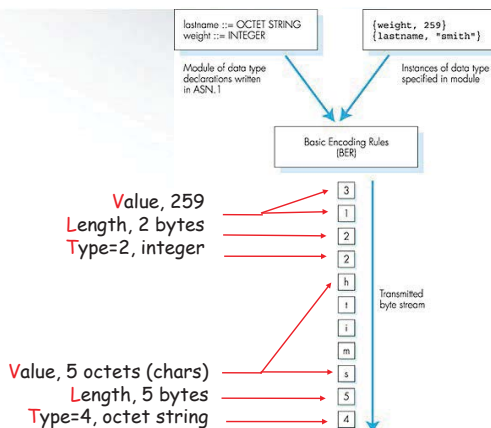 lastname ::= OCTET STRING
weight ::= INTEGER
{weight, 259}
{lastname, "smith"}
Module of data type
declarations written
in ASN.1
Instances of data type
specified in module
Basic Encoding Rules
(BER)
3
1
2
2
h
t
i
m
s
5
4
Value, 259
Length, 2 bytes
Type=2, integer
Transmitted
byte stream
Value, 5 octets (chars)
Length, 5 bytes
Type=4, octet string